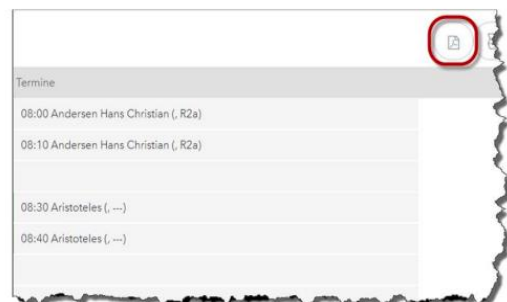 Termine
08:00 Andersen Hans Christian (, R2a)
08:10 Andersen Hans Christian (, R2a)
08:30 Aristoteles (, ---)
08:40 Aristoteles (, ---)